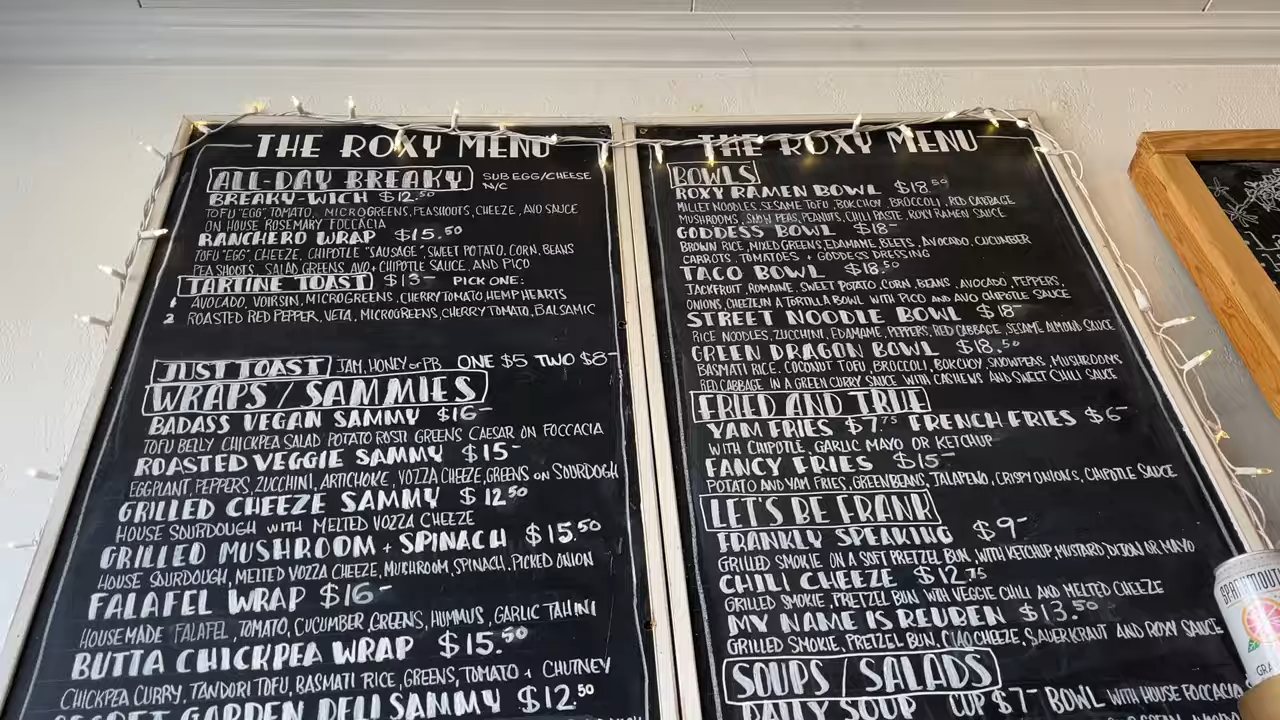 THE ROXY MENU
ALL-DAY BREAKY SUB EGG/CHEESE N/C
BREAKY-WICH $12.50
TOFU "EGG" TOMATO, MICROGREENS, PEASHOOTS, CHEEZE, AVO SAUCE
ON HOUSE ROSEMARY FOCCACIA
RANCHERO WRAP $15.50
TOFU "EGG", CHEEZE, CHIPOTLE "SAUSAGE", SWEET POTATO, CORN, BEANS
PEA SHOOTS, SALAD GREENS, AVO + CHIPOTLE SAUCE, AND PICO
TARTINE TOAST $13- PICK ONE:
1 AVOCADO, VOIRSIN, MICROGREENS, CHERRY TOMATO, HEMP HEARTS
2 ROASTED RED PEPPER, VETA, MICROGREENS, CHERRY TOMATO, BALSAMIC
JUST TOAST JAM, HONEY or PB ONE $5 TWO $8-
WRAPS / SAMMIES
BADASS VEGAN SAMMY $16-
TOFU BELLY CHICKPEA SALAD POTATO ROSTI GREENS CAESAR ON FOCCACIA
ROASTED VEGGIE SAMMY $15-
EGGPLANT, PEPPERS, ZUCCHINI, ARTICHOKE, VOZZA CHEEZE, GREENS on SOURDOGH
GRILLED CHEEZE SAMMY $12.50
HOUSE SOURDOUGH WITH MELTED VOZZA CHEEZE
GRILLED MUSHROOM + SPINACH $15.50
HOUSE SOURDOUGH, MELTED VOZZA CHEEZE, MUSHROOM, SPINACH, PICKED ONION
FALAFEL WRAP $16-
HOUSEMADE FALAFEL, TOMATO, CUCUMBER, GREENS, HUMMUS, GARLIC TAHINI
BUTTA CHICKPEA WRAP $15.50
CHICKPEA CURRY, TANDORI TOFU, BASMATI RICE, GREENS, TOMATO + CHUTNEY
SECRET GARDEN DELI SAMMY $12.50
THE ROXY MENU
BOWLS
ROXY RAMEN BOWL $18.50
MILLET NOODLES, SESAME TOFU, BOKCHOY, BROCCOLI, RED CABBAGE
MUSHROOMS, SNOW PEAS, PEANUTS, CHILI PASTE, ROXY RAMEN SAUCE
GODDESS BOWL $18-
BROWN RICE, MIXED GREENS, EDAMAME, BEETS, AVOCADO, CUCUMBER
CARROTS, TOMATOES + GODDESS DRESSING
TACO BOWL $18.50
JACKFRUIT, ROMAINE, SWEET POTATO, CORN, BEANS, AVOCADO, PEPPERS,
ONIONS, CHEEZE, IN A TORTILLA BOWL WITH PICO AND AVO CHIPOTLE SAUCE
STREET NOODLE BOWL $18-
RICE NOODLES, ZUCCHINI, EDAMAME, PEPPERS, RED CABBAGE, SESAME ALMOND SAUCE
GREEN DRAGON BOWL $18.50
BASMATI RICE, COCONUT TOFU, BROCCOLI, BOKCHOY, SNOWPEAS, MUSHROOMS
RED CABBAGE IN A GREEN CURRY SAUCE WITH CASHEWS AND SWEET CHILI SAUCE
FRIED AND TRUE
YAM FRIES $7.75 FRENCH FRIES $6-
WITH CHIPOTLE, GARLIC MAYO OR KETCHUP
FANCY FRIES $15-
POTATO AND YAM FRIES, GREENBEANS, JALAPENO, CRISPY ONIONS, CHIPOTLE SAUCE
LET'S BE FRANK!
FRANKLY SPEAKING $9-
GRILLED SMOKIE ON A SOFT PRETZEL BUN, WITH KETCHUP, MUSTARD DIJON OR MAYO
CHILI CHEEZE $12.75
GRILLED SMOKIE, PRETZEL BUN WITH VEGGIE CHILI AND MELTED CHEEZE
MY NAME IS REUBEN $13.50
GRILLED SMOKIE, PRETZEL BUN, CIAO CHEEZE, SAUERKRAUT AND ROXY SAUCE
SOUPS / SALADS
DAILY SOUP CUP $7- BOWL WITH HOUSE FOCCACIA